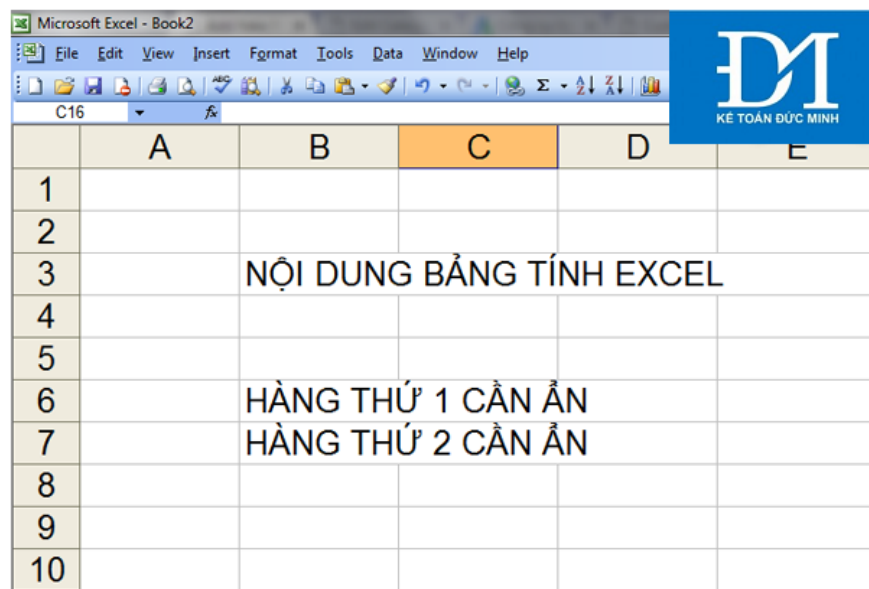 Microsoft Excel - Book2
File Edit View Insert Format Tools Data Window Help
C16 fx
KẾ TOÁN ĐỨC MINH
A B C D E
1
2
3 NỘI DUNG BẢNG TÍNH EXCEL
4
5
6 HÀNG THỨ 1 CẦN ẨN
7 HÀNG THỨ 2 CẦN ẨN
8
9
10